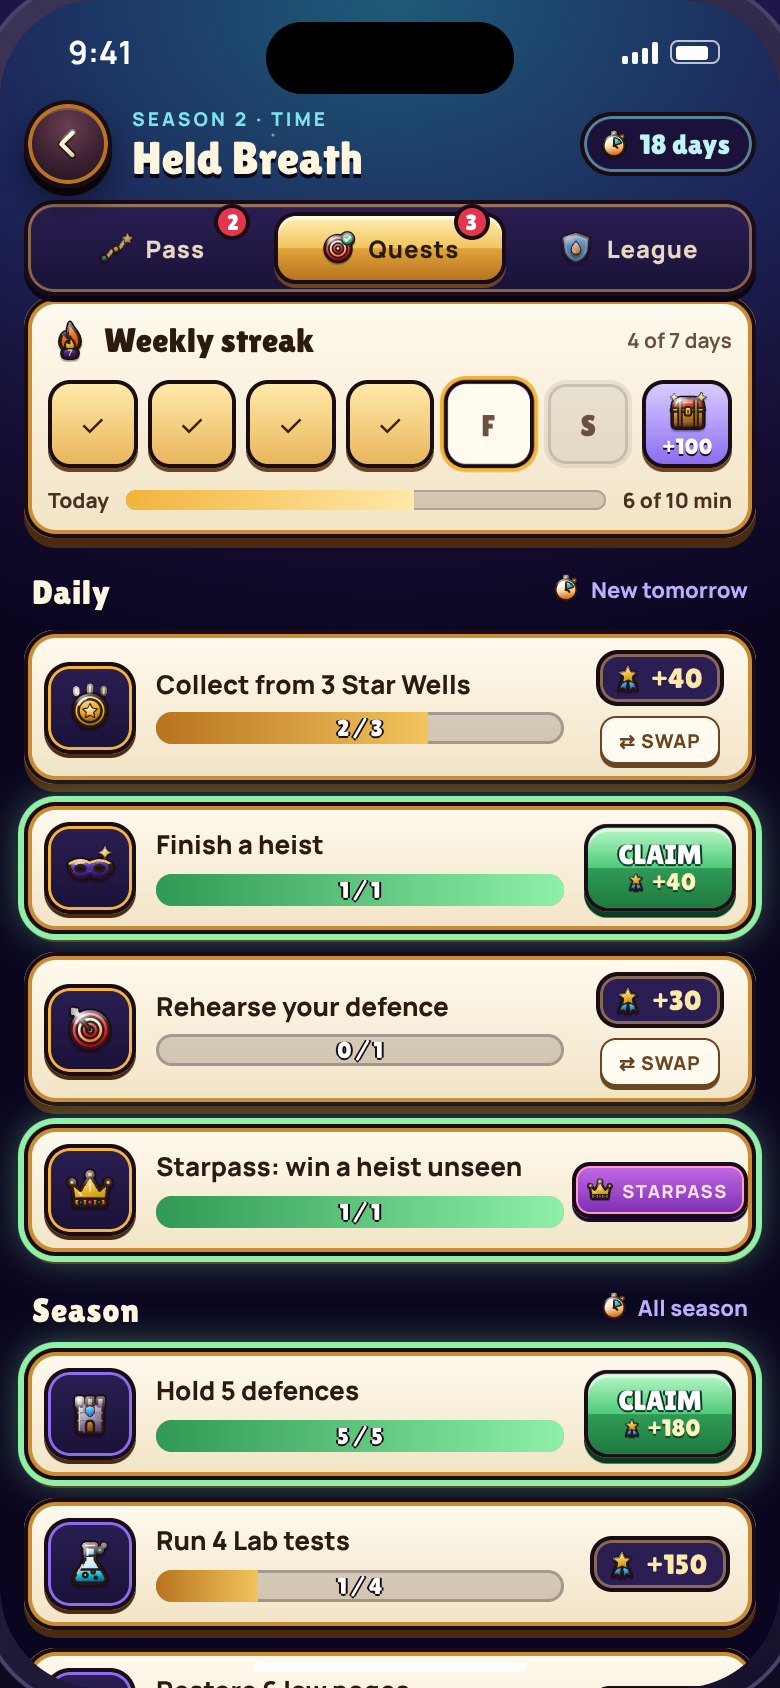 9:41
SEASON 2 · TIME
Held Breath
18 days
Pass
2
Quests
3
League
Weekly streak
4 of 7 days
F
S
+100
Today
6 of 10 min
Daily
New tomorrow
Collect from 3 Star Wells
2/3
+40
⇄ SWAP
Finish a heist
1/1
CLAIM
+40
Rehearse your defence
0/1
+30
⇄ SWAP
Starpass: win a heist unseen
1/1
STARPASS
Season
All season
Hold 5 defences
5/5
CLAIM
+180
Run 4 Lab tests
1/4
+150